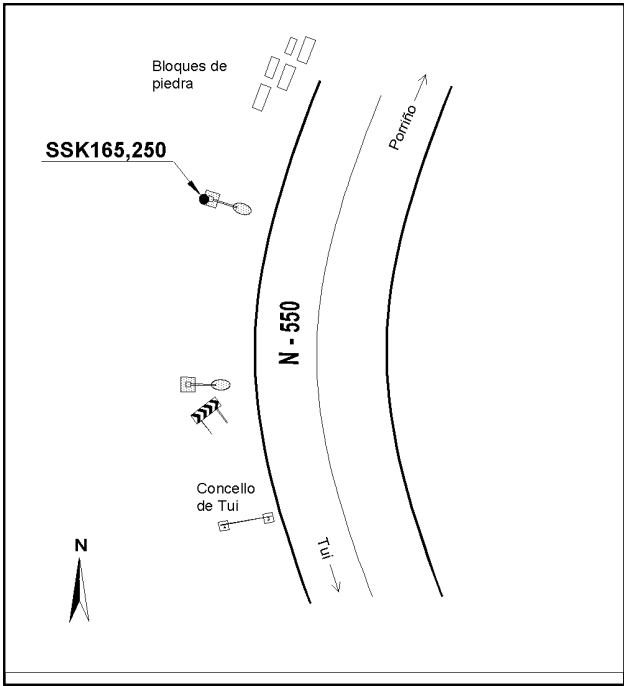 Bloques de
piedra
Porriño
SSK165,250
N - 550
Concello
de Tui
Tui
N